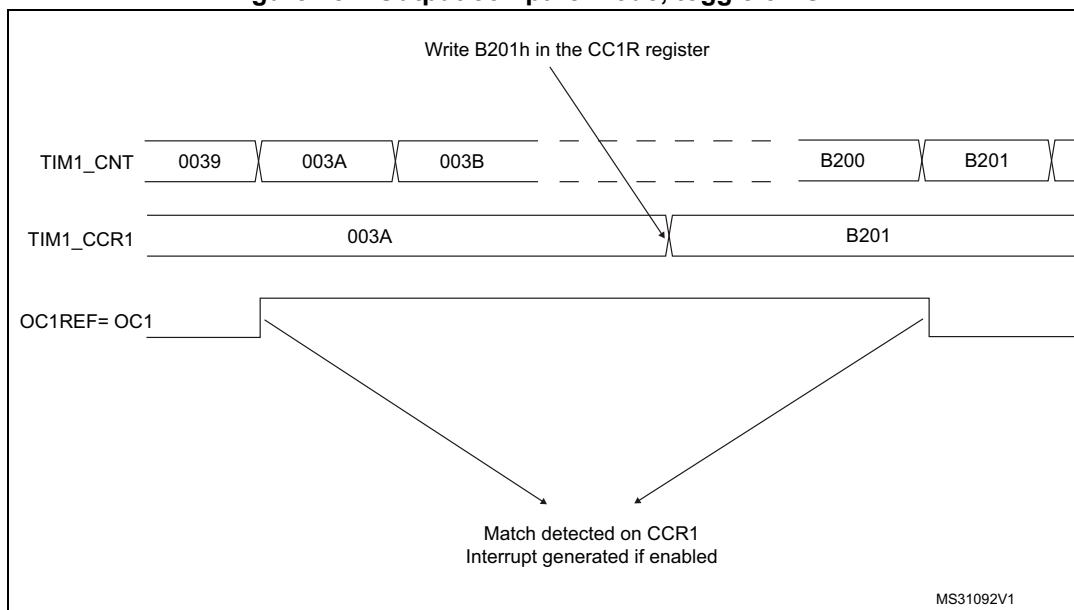 Write B201h in the CC1R register
TIM1_CNT 0039 003A 003B B200 B201
TIM1_CCR1 003A B201
OC1REF= OC1
Match detected on CCR1
Interrupt generated if enabled
MS31092V1